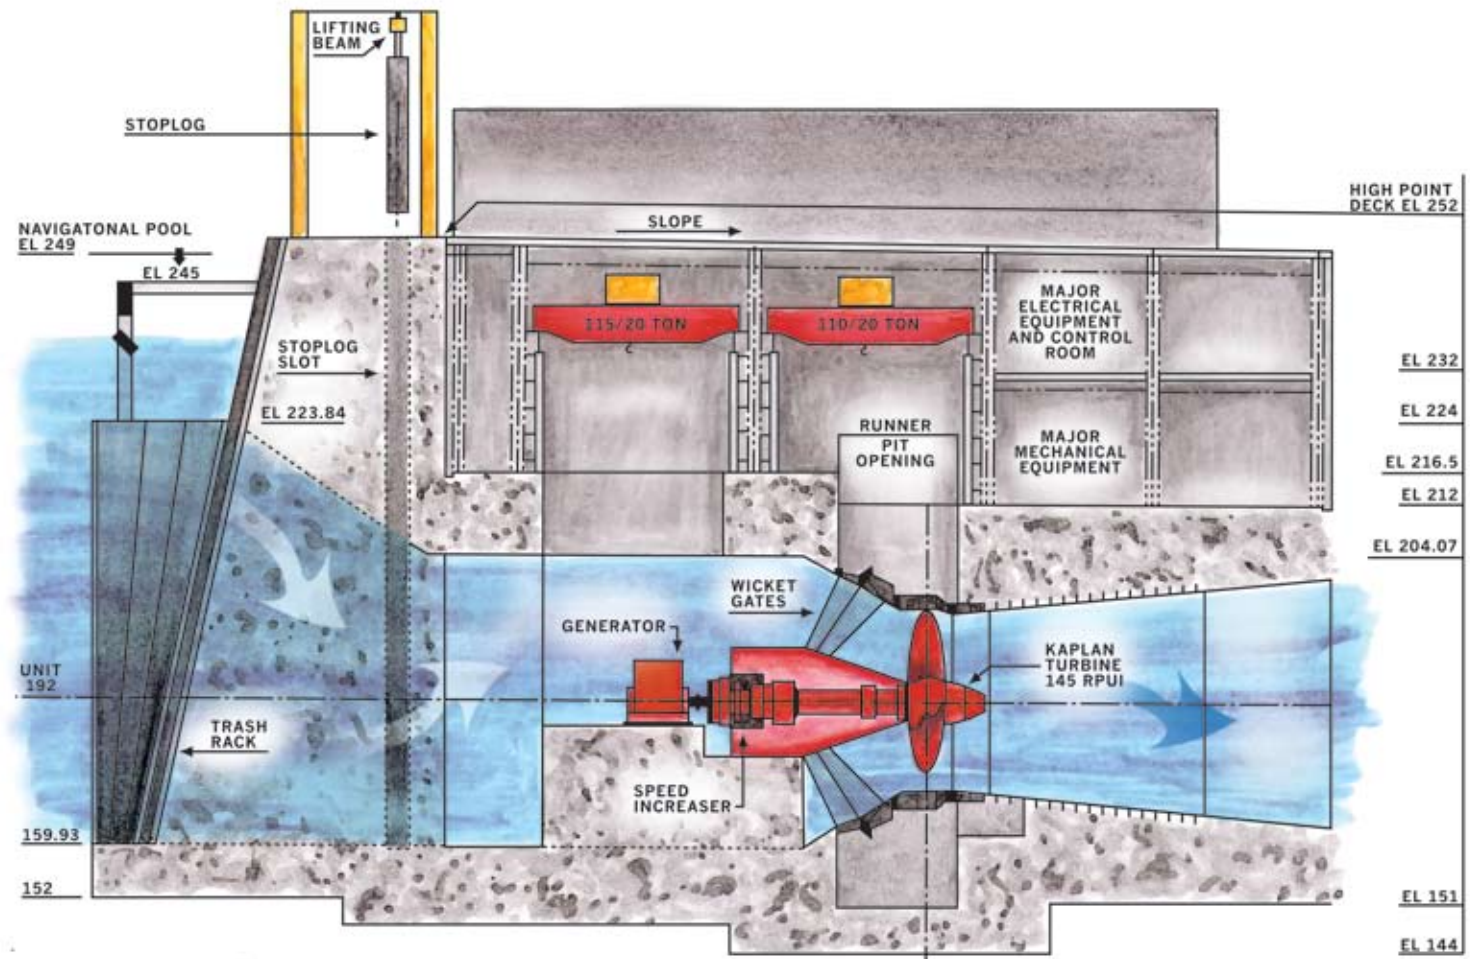 LIFTING
BEAM
STOPLOG
HIGH POINT
DECK EL 252
NAVIGATONAL POOL
EL 249
SLOPE
EL 245
MAJOR
ELECTRICAL
EQUIPMENT
AND CONTROL
ROOM
115/20 TON
110/20 TON
STOPLOG
SLOT
EL 232
EL 223.84
EL 224
RUNNER
PIT
OPENING
MAJOR
MECHANICAL
EQUIPMENT
EL 216.5
EL 212
EL 204.07
WICKET
GATES
GENERATOR
KAPLAN
TURBINE
145 RPUI
UNIT
192
TRASH
RACK
SPEED
INCREASER
159.93
152
EL 151
EL 144